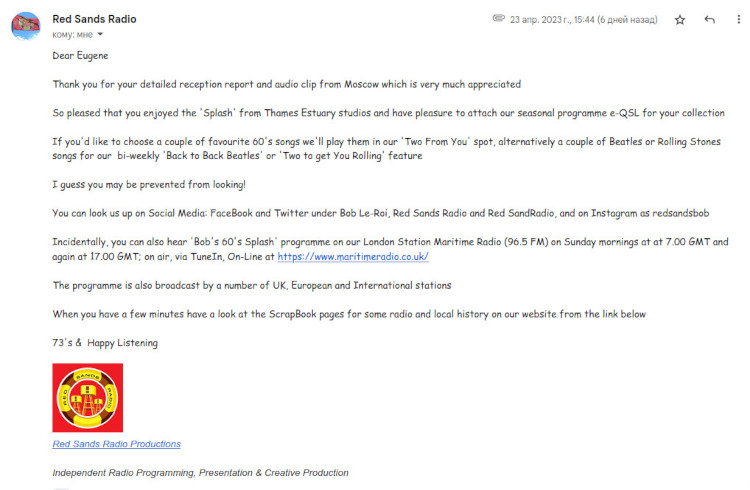 Red Sands Radio
23 апр. 2023 г., 15:44 (6 дней назад)
кому: мне
Dear Eugene
Thank you for your detailed reception report and audio clip from Moscow which is very much appreciated
So pleased that you enjoyed the 'Splash' from Thames Estuary studios and have pleasure to attach our seasonal programme e-QSL for your collection
If you'd like to choose a couple of favourite 60's songs we'll play them in our 'Two From You' spot, alternatively a couple of Beatles or Rolling Stones
songs for our bi-weekly 'Back to Back Beatles' or 'Two to get You Rolling' feature
I guess you may be prevented from looking!
You can look us up on Social Media: FaceBook and Twitter under Bob Le-Roi, Red Sands Radio and Red SandRadio, and on Instagram as redsandsbob
Incidentally, you can also hear 'Bob's 60's Splash' programme on our London Station Maritime Radio (96.5 FM) on Sunday mornings at at 7.00 GMT and
again at 17.00 GMT; on air, via TuneIn, On-Line at https://www.maritimeradio.co.uk/
The programme is also broadcast by a number of UK, European and International stations
When you have a few minutes have a look at the ScrapBook pages for some radio and local history on our website from the link below
73's & Happy Listening
RED SANDS RADIO
Red Sands Radio Productions
Independent Radio Programming, Presentation & Creative Production